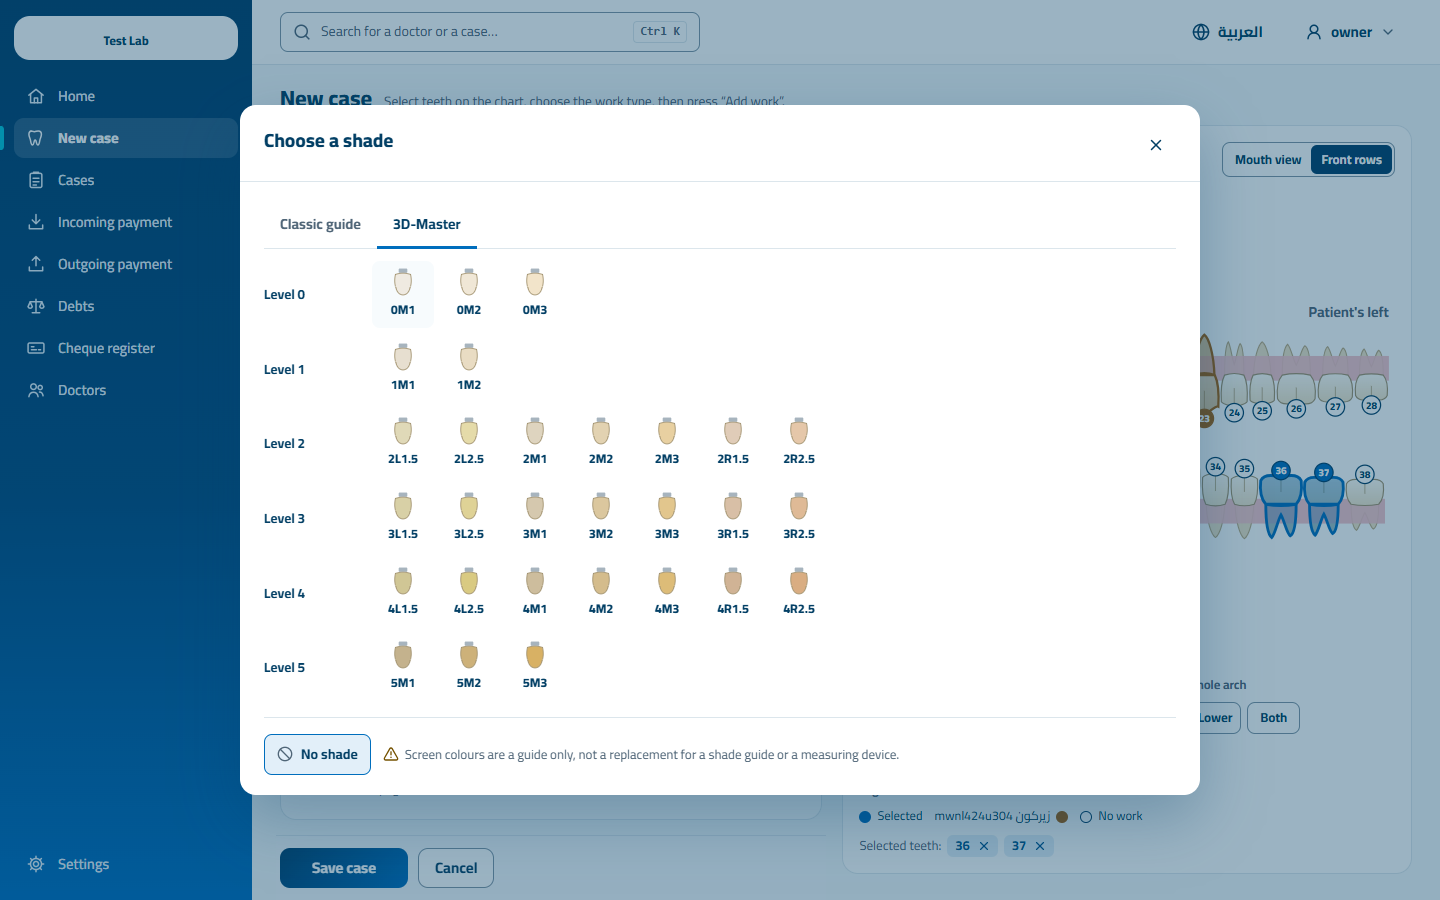 Test Lab
Search for a doctor or a case...
Ctrl K
العربية
owner
Home
New case
Cases
Incoming payment
Outgoing payment
Debts
Cheque register
Doctors
Settings
New case
Select teeth on the chart, choose the work type, then press “Add work”.
Mouth view
Front rows
Choose a shade
Classic guide
3D-Master
Level 0
0M1 0M2 0M3
Level 1
1M1 1M2
Level 2
2L1.5 2L2.5 2M1 2M2 2M3 2R1.5 2R2.5
Level 3
3L1.5 3L2.5 3M1 3M2 3M3 3R1.5 3R2.5
Level 4
4L1.5 4L2.5 4M1 4M2 4M3 4R1.5 4R2.5
Level 5
5M1 5M2 5M3
No shade
Screen colours are a guide only, not a replacement for a shade guide or a measuring device.
Patient's left
23 24 25 26 27 28
34 35 36 37 38
arch
Lower
Both
Selected
زيركون mwnl424u304
No work
Selected teeth: 36 37
Save case
Cancel